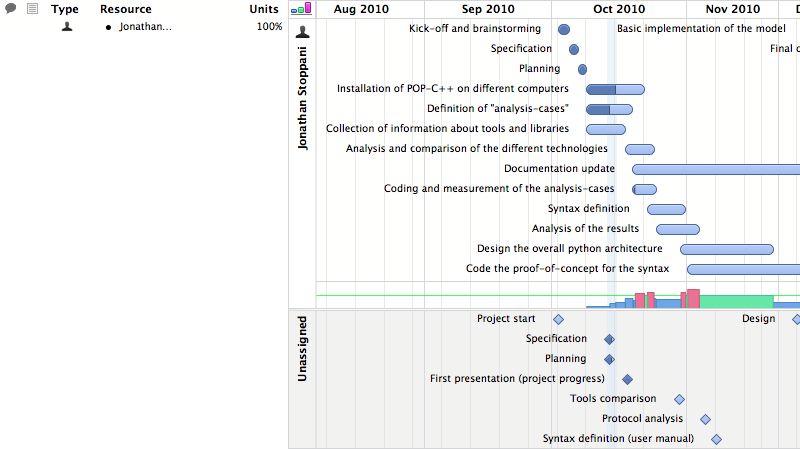 Type Resource Units
Jonathan... 100%
Aug 2010 Sep 2010 Oct 2010 Nov 2010 D
Jonathan Stoppani
Kick-off and brainstorming Basic implementation of the model
Specification Final c
Planning
Installation of POP-C++ on different computers
Definition of "analysis-cases"
Collection of information about tools and libraries
Analysis and comparison of the different technologies
Documentation update
Coding and measurement of the analysis-cases
Syntax definition
Analysis of the results
Design the overall python architecture
Code the proof-of-concept for the syntax
Unassigned
Project start Design
Specification
Planning
First presentation (project progress)
Tools comparison
Protocol analysis
Syntax definition (user manual)